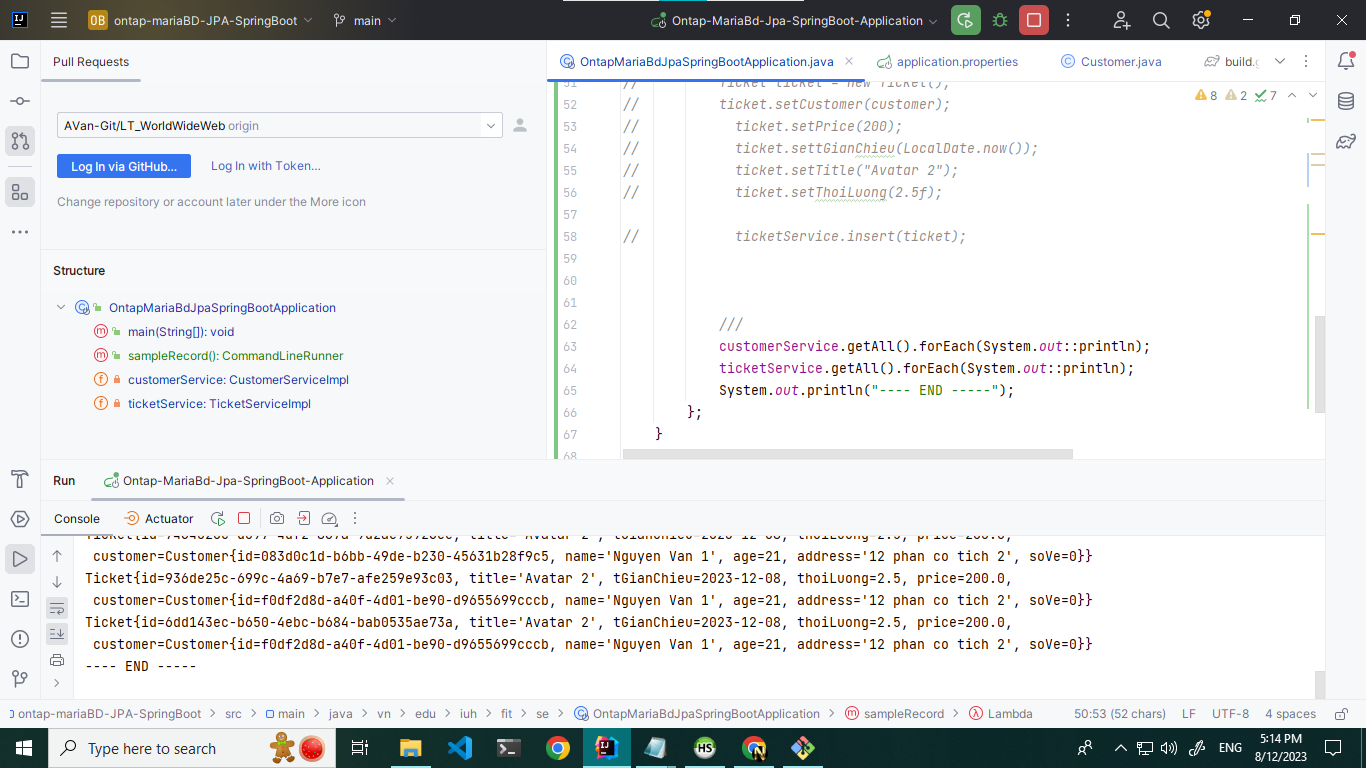 OB ontap-mariaBD-JPA-SpringBoot main Ontap-MariaBd-Jpa-SpringBoot-Application
Pull Requests
AVan-Git/LT_WorldWideWeb origin
Log In via GitHub... Log In with Token...
Change repository or account later under the More icon
Structure
OntapMariaBdJpaSpringBootApplication
main(String[]): void
sampleRecord(): CommandLineRunner
customerService: CustomerServiceImpl
ticketService: TicketServiceImpl
OntapMariaBdJpaSpringBootApplication.java application.properties Customer.java build.g
8 2 7
51 // Ticket ticket = new Ticket();
52 // ticket.setCustomer(customer);
53 // ticket.setPrice(200);
54 // ticket.settGianChieu(LocalDate.now());
55 // ticket.setTitle("Avatar 2");
56 // ticket.setThoiLuong(2.5f);
57
58 // ticketService.insert(ticket);
59
60
61
62 ///
63 customerService.getAll().forEach(System.out::println);
64 ticketService.getAll().forEach(System.out::println);
65 System.out.println("---- END -----");
66 };
67 }
68
Run Ontap-MariaBd-Jpa-SpringBoot-Application
Console Actuator
customer=Customer{id=083d0c1d-b6bb-49de-b230-45631b28f9c5, name='Nguyen Van 1', age=21, address='12 phan co tich 2', soVe=0}}
Ticket{id=936de25c-699c-4a69-b7e7-afe259e93c03, title='Avatar 2', tGianChieu=2023-12-08, thoiLuong=2.5, price=200.0,
customer=Customer{id=f0df2d8d-a40f-4d01-be90-d9655699cccb, name='Nguyen Van 1', age=21, address='12 phan co tich 2', soVe=0}}
Ticket{id=6dd143ec-b650-4ebc-b684-bab0535ae73a, title='Avatar 2', tGianChieu=2023-12-08, thoiLuong=2.5, price=200.0,
customer=Customer{id=f0df2d8d-a40f-4d01-be90-d9655699cccb, name='Nguyen Van 1', age=21, address='12 phan co tich 2', soVe=0}}
---- END -----
ontap-mariaBD-JPA-SpringBoot > src > main > java > vn > edu > iuh > fit > se > OntapMariaBdJpaSpringBootApplication > sampleRecord > Lambda 50:53 (52 chars) LF UTF-8 4 spaces
Type here to search ENG 5:14 PM
8/12/2023